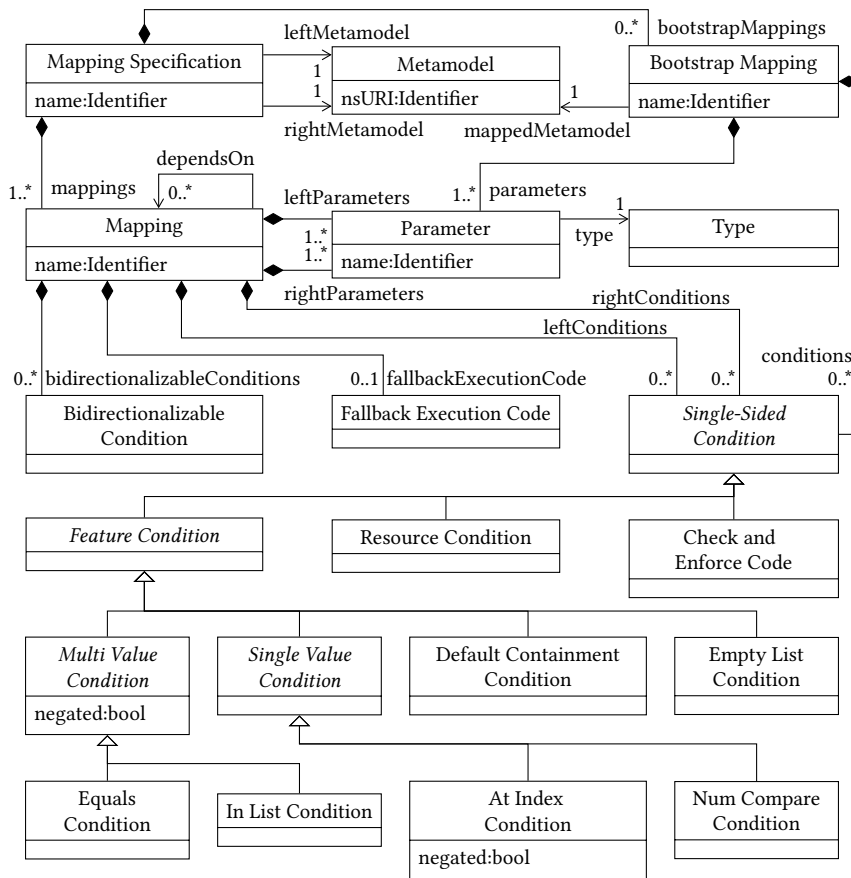 leftMetamodel
0..*
bootstrapMappings
Mapping Specification
name:Identifier
1
1
rightMetamodel
Metamodel
nsURI:Identifier
1
mappedMetamodel
Bootstrap Mapping
name:Identifier
1..*
mappings
dependsOn
0..*
leftParameters
1..*
parameters
Mapping
name:Identifier
1..*
1..*
rightParameters
Parameter
name:Identifier
1
type
Type
rightConditions
leftConditions
conditions
0..*
bidirectionalizableConditions
0..1
fallbackExecutionCode
0..*
0..*
0..*
Bidirectionalizable
Condition
Fallback Execution Code
Single-Sided
Condition
Feature Condition
Resource Condition
Check and
Enforce Code
Multi Value
Condition
negated:bool
Single Value
Condition
Default Containment
Condition
Empty List
Condition
Equals
Condition
In List Condition
At Index
Condition
negated:bool
Num Compare
Condition